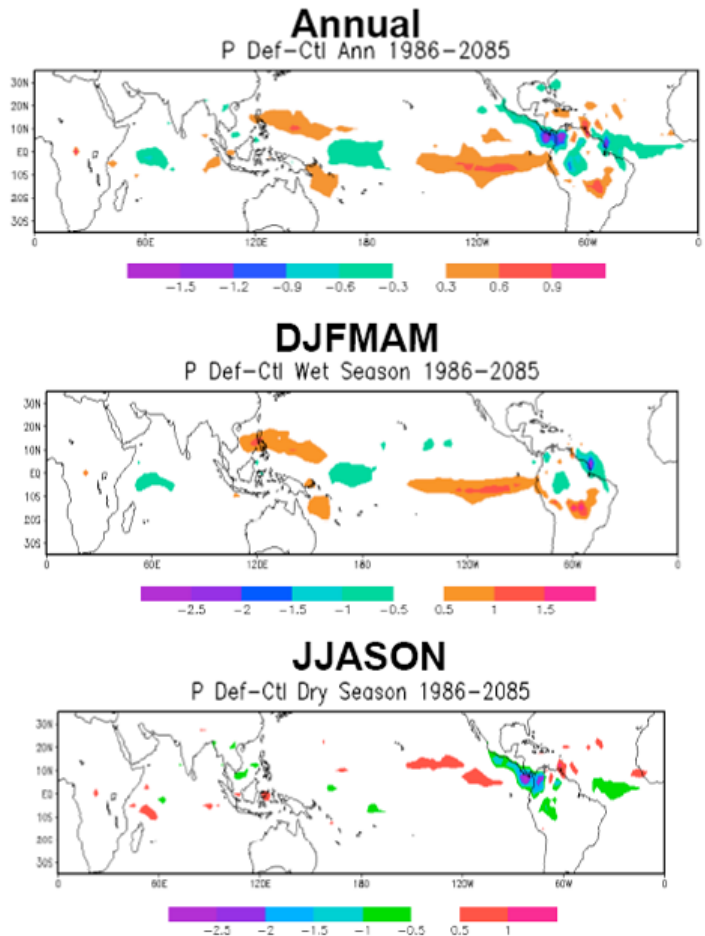 Annual
P Def-Ctl Ann 1986-2085
30N
20N
10N
EQ
10S
20S
30S
0 60E 120E 180 120W 60W 0
-1.5 -1.2 -0.9 -0.6 -0.3 0.3 0.6 0.9
DJFMAM
P Def-Ctl Wet Season 1986-2085
30N
20N
10N
EQ
10S
20S
30S
0 60E 120E 180 120W 60W 0
-2.5 -2 -1.5 -1 -0.5 0.5 1 1.5
JJASON
P Def-Ctl Dry Season 1986-2085
30N
20N
10N
EQ
10S
20S
30S
0 60E 120E 180 120W 60W 0
-2.5 -2 -1.5 -1 -0.5 0.5 1